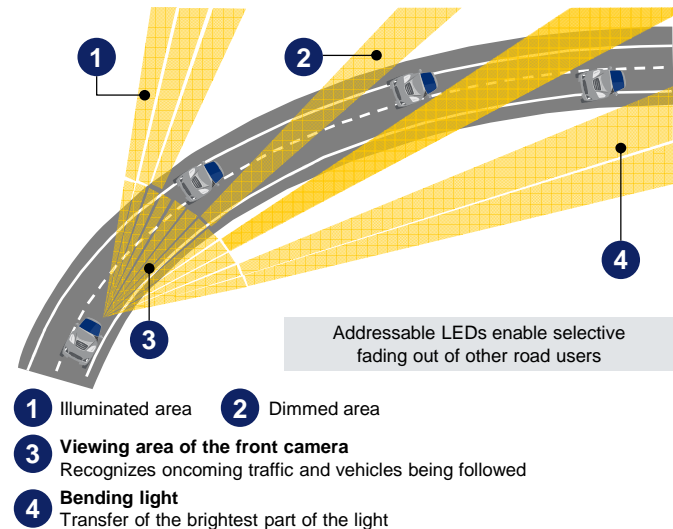 1
2
4
3
Addressable LEDs enable selective
fading out of other road users
1 Illuminated area 2 Dimmed area
3 Viewing area of the front camera
Recognizes oncoming traffic and vehicles being followed
4 Bending light
Transfer of the brightest part of the light